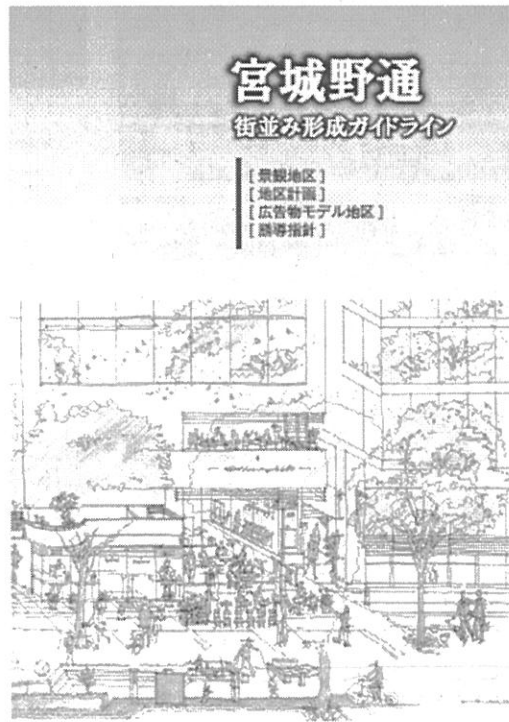 宮城野通
街並み形成ガイドライン
[ 景観地区 ]
[ 地区計画 ]
[ 広告物モデル地区 ]
[ 誘導指針 ]